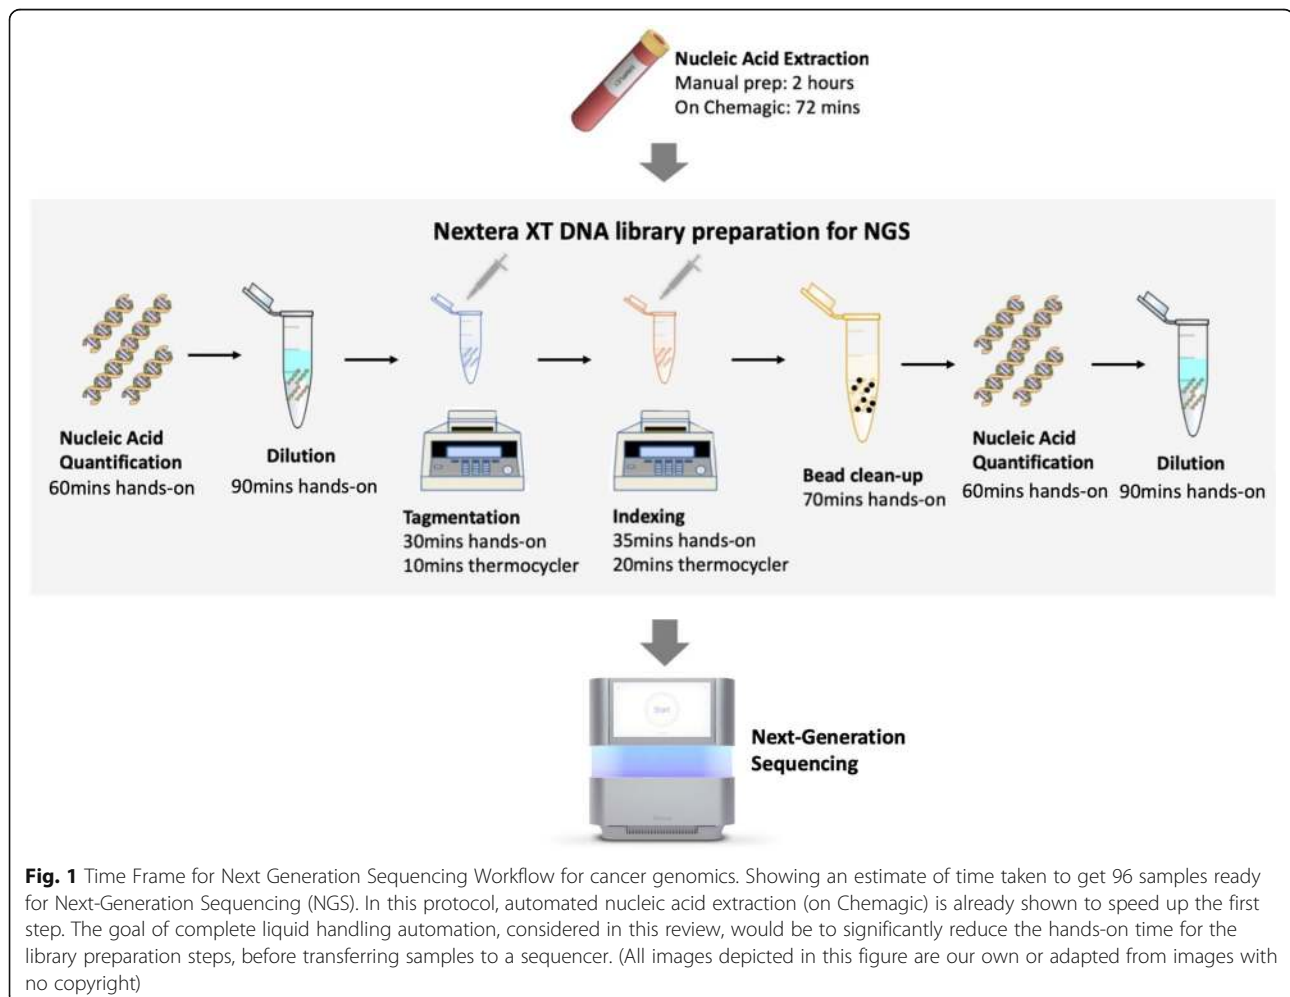 Nucleic Acid Extraction
Manual prep: 2 hours
On Chemagic: 72 mins
Nextera XT DNA library preparation for NGS
Nucleic Acid
Quantification
60mins hands-on
Dilution
90mins hands-on
Tagmentation
30mins hands-on
10mins thermocycler
Indexing
35mins hands-on
20mins thermocycler
Bead clean-up
70mins hands-on
Nucleic Acid
Quantification
60mins hands-on
Dilution
90mins hands-on
Start
Next-Generation
Sequencing
Fig. 1 Time Frame for Next Generation Sequencing Workflow for cancer genomics. Showing an estimate of time taken to get 96 samples ready
for Next-Generation Sequencing (NGS). In this protocol, automated nucleic acid extraction (on Chemagic) is already shown to speed up the first
step. The goal of complete liquid handling automation, considered in this review, would be to significantly reduce the hands-on time for the
library preparation steps, before transferring samples to a sequencer. (All images depicted in this figure are our own or adapted from images with
no copyright)